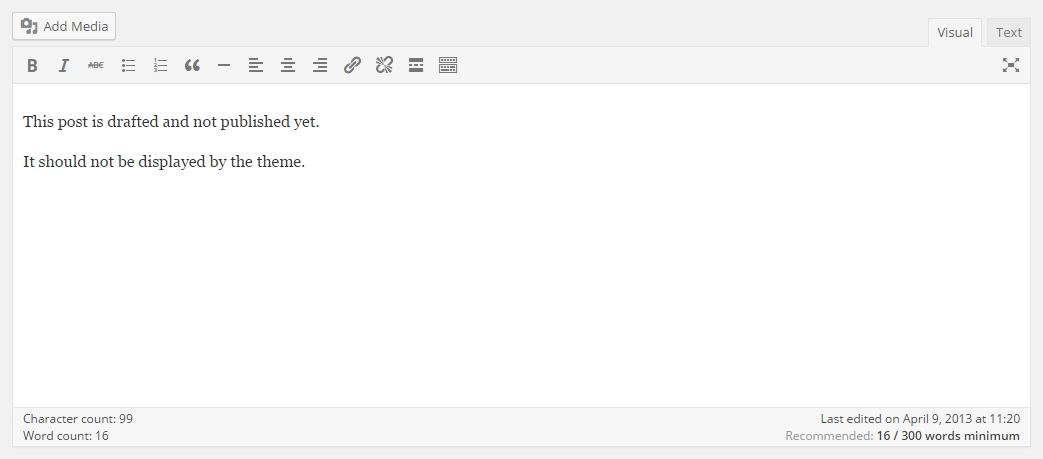 Add Media
Visual Text
B I ABC
This post is drafted and not published yet.
It should not be displayed by the theme.
Character count: 99
Last edited on April 9, 2013 at 11:20
Word count: 16
Recommended: 16 / 300 words minimum